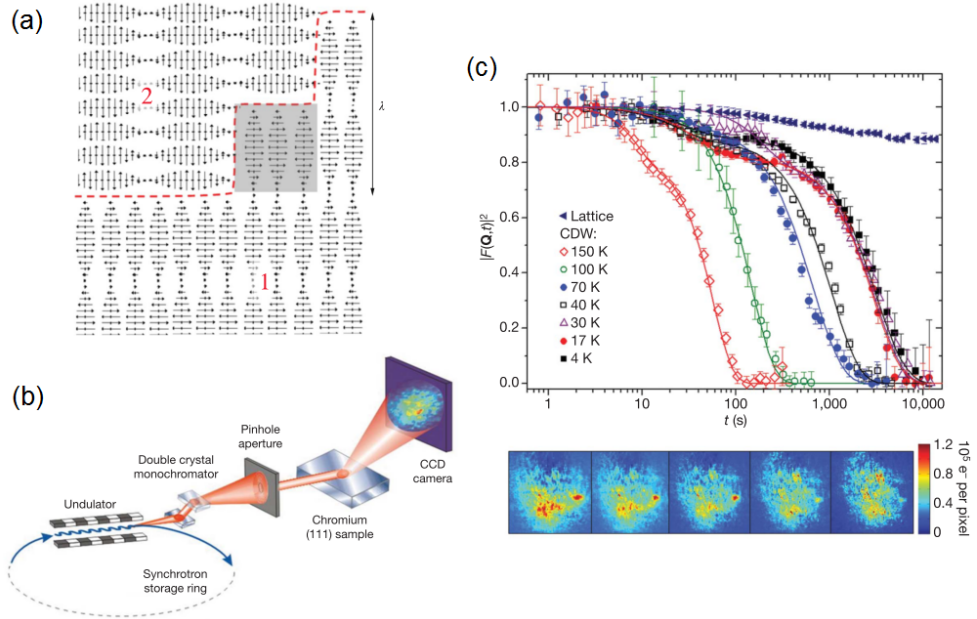 (a)
2
λ
1
(b)
Undulator
Double crystal
monochromator
Pinhole
aperture
CCD
camera
Chromium
(111) sample
Synchrotron
storage ring
(c)
|F(Q,t)|²
1.0
0.8
0.6
0.4
0.2
0.0
Lattice
CDW:
150 K
100 K
70 K
40 K
30 K
17 K
4 K
1
10
100
1,000
10,000
t (s)
1.2
0.8
0.4
0
10⁵ e⁻ per pixel